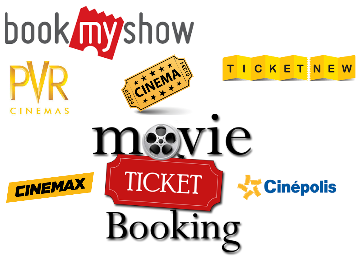 bookmyshow
PVR
CINEMAS
CINEMA
TICKETNEW
movie
TICKET
Booking
CINEMAX
Cinépolis